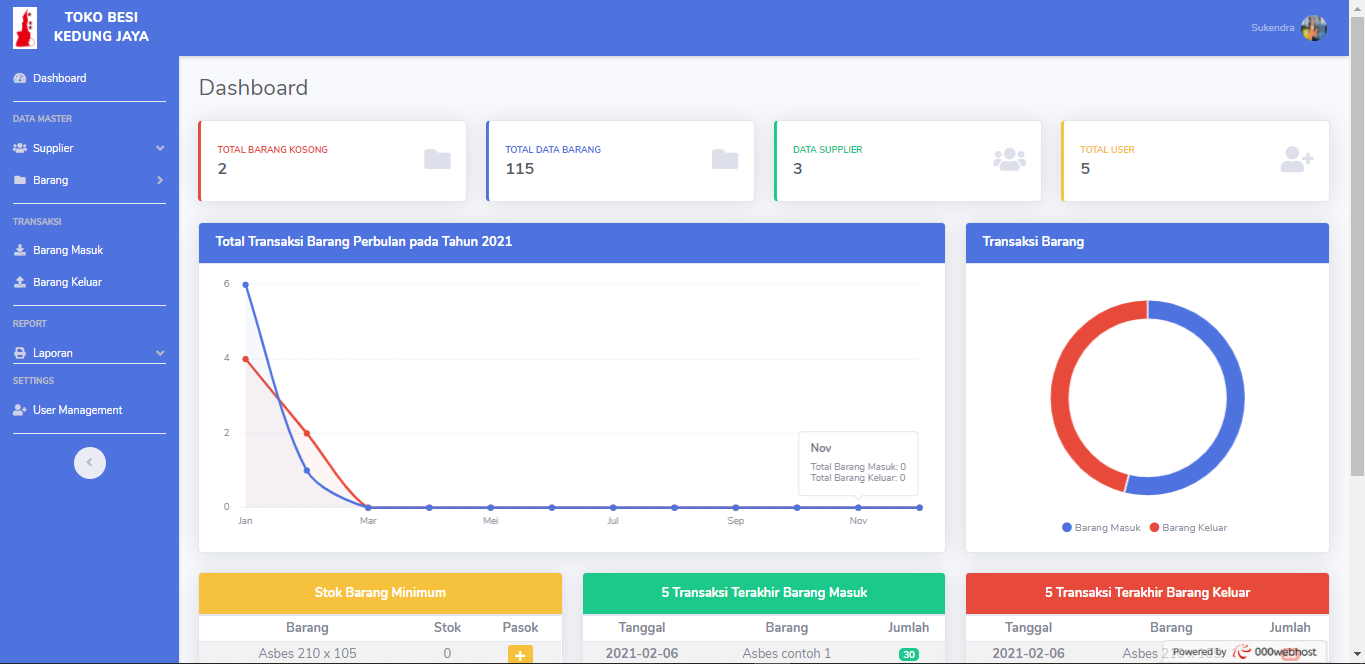 TOKO BESI
KEDUNG JAYA
Sukendra
Dashboard
DATA MASTER
Supplier
Barang
TRANSAKSI
Barang Masuk
Barang Keluar
REPORT
Laporan
SETTINGS
User Management
Dashboard
TOTAL BARANG KOSONG
2
TOTAL DATA BARANG
115
DATA SUPPLIER
3
TOTAL USER
5
Total Transaksi Barang Perbulan pada Tahun 2021
6
4
2
0
Jan Mar Mei Jul Sep Nov
Nov
Total Barang Masuk: 0
Total Barang Keluar: 0
Transaksi Barang
Barang Masuk Barang Keluar
Stok Barang Minimum
Barang Stok Pasok
Asbes 210 x 105 0
5 Transaksi Terakhir Barang Masuk
Tanggal Barang Jumlah
2021-02-06 Asbes contoh 1 30
5 Transaksi Terakhir Barang Keluar
Tanggal Barang Jumlah
2021-02-06 Asbes
Powered by 000webhost